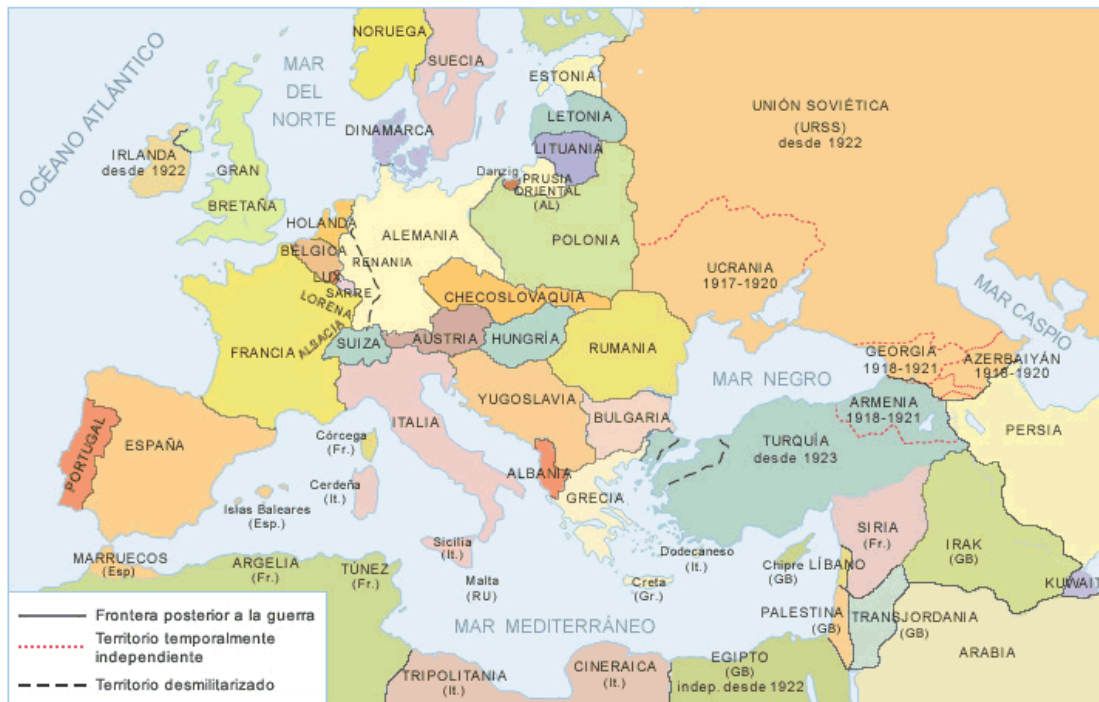 NORUEGA
SUECIA
MAR
DEL
NORTE
ESTONIA
LETONIA
LITUANIA
UNIÓN SOVIÉTICA
(URSS)
desde 1922
OCÉANO ATLÁNTICO
DINAMARCA
IRLANDA
desde 1922
GRAN
BRETAÑA
Danzig
PRUSIA
ORIENTAL
(AL)
HOLANDA
ALEMANIA
POLONIA
BELGICA
RENANIA
LUX
SARRE
LORENA
ALSACIA
CHECOSLOVAQUIA
UCRANIA
1917-1920
MAR CASPIO
FRANCIA
SUIZA
AUSTRIA
HUNGRÍA
RUMANIA
GEORGIA
1918-1921
AZERBAIYÁN
1918-1920
MAR NEGRO
YUGOSLAVIA
BULGARIA
ARMENIA
1918-1921
PERSIA
PORTUGAL
ESPAÑA
ITALIA
Córcega
(Fr.)
TURQUÍA
desde 1923
ALBANIA
Cerdeña
(It.)
GRECIA
Islas Baleares
(Esp.)
SIRIA
(Fr.)
IRAK
(GB)
MARRUECOS
(Esp)
ARGELIA
(Fr.)
TÚNEZ
(Fr.)
Sicilia
(It.)
Malta
(RU)
Dodecaneso
(It.)
Creta
(Gr.)
Chipre
(GB)
LÍBANO
KUWAIT
PALESTINA
(GB)
TRANSJORDANIA
(GB)
MAR MEDITERRÁNEO
ARABIA
TRIPOLITANIA
(It.)
CINERAICA
(It.)
EGIPTO
(GB)
indep. desde 1922
Frontera posterior a la guerra
Territorio temporalmente
independiente
Territorio desmilitarizado